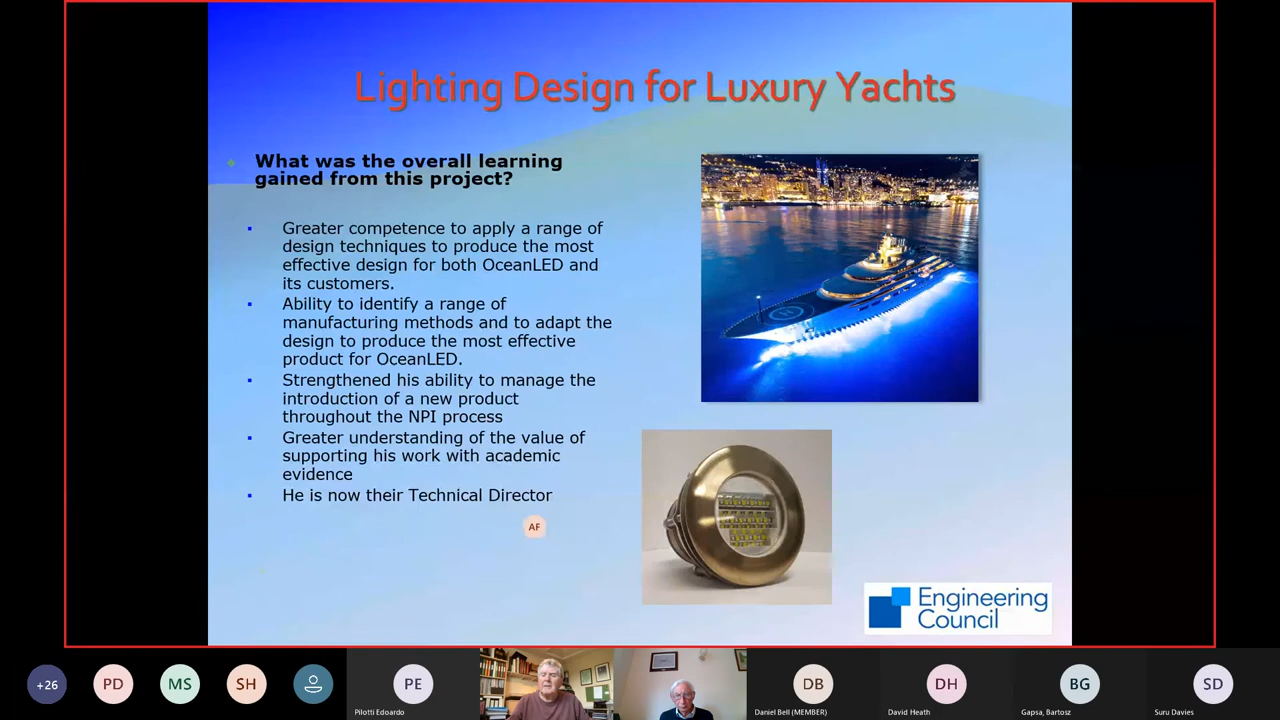 Lighting Design for Luxury Yachts
What was the overall learning
gained from this project?
Greater competence to apply a range of
design techniques to produce the most
effective design for both OceanLED and
its customers.
Ability to identify a range of
manufacturing methods and to adapt the
design to produce the most effective
product for OceanLED.
Strengthened his ability to manage the
introduction of a new product
throughout the NPI process
Greater understanding of the value of
supporting his work with academic
evidence
He is now their Technical Director
AF
Engineering
Council
+26
PD
MS
SH
PE
DB
DH
BG
SD
Pilotti Edoardo
Daniel Bell (MEMBER)
David Heath
Gapsa, Bartosz
Suru Davies